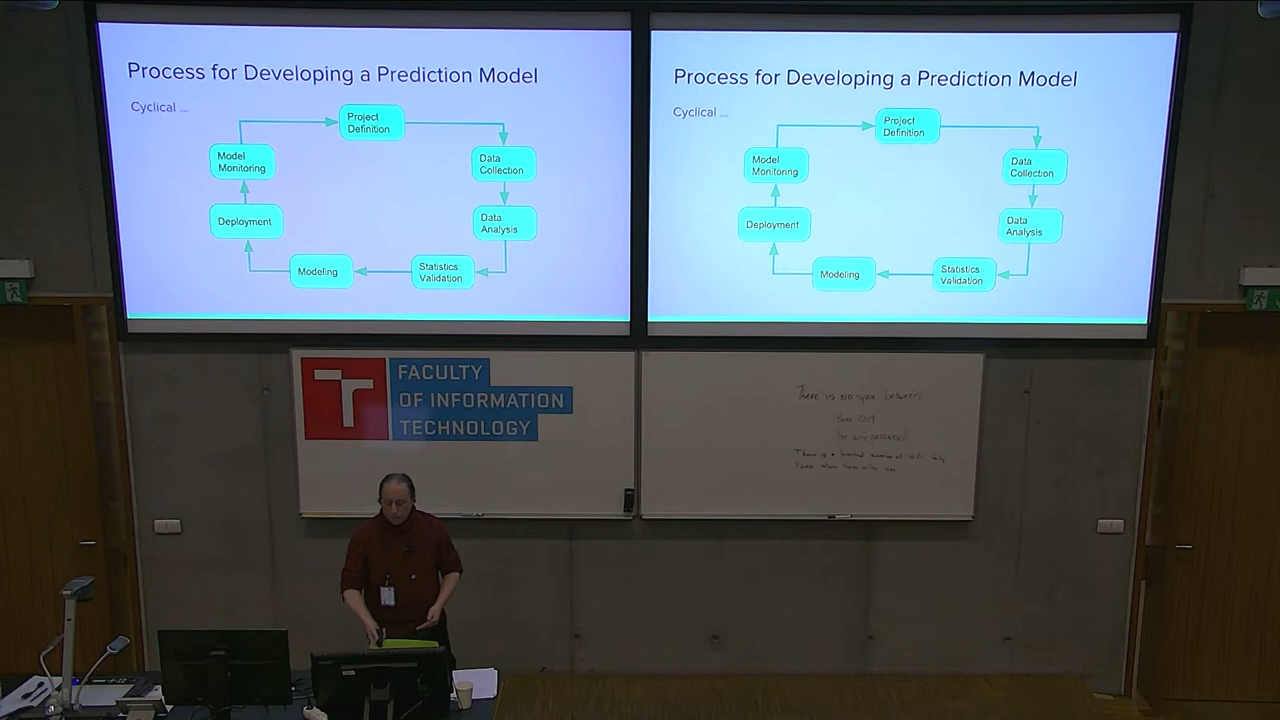 Process for Developing a Prediction Model
Cyclical ...
Project
Definition
Data
Collection
Data
Analysis
Statistics
Validation
Modeling
Deployment
Model
Monitoring
Process for Developing a Prediction Model
Cyclical ...
Project
Definition
Data
Collection
Data
Analysis
Statistics
Validation
Modeling
Deployment
Model
Monitoring
T
FACULTY
OF INFORMATION
TECHNOLOGY
There is NO space between
for wifi password